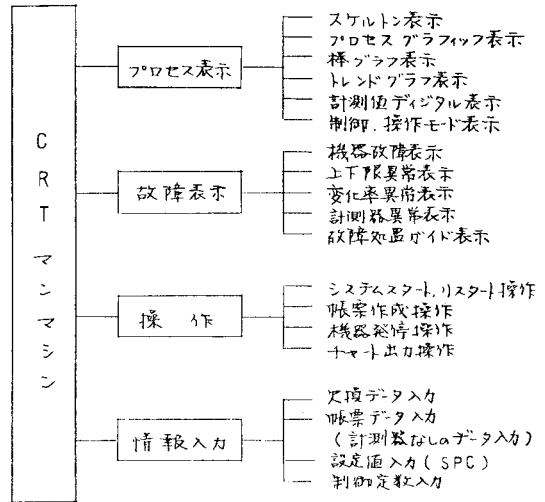 CRTマンマシン
プロセス表示
スケルトン表示
プロセスグラフィック表示
棒グラフ表示
トレンドグラフ表示
計測値ディジタル表示
制御、操作モード表示
故障表示
機器故障表示
上下限異常表示
変化率異常表示
計測器異常表示
故障処置ガイド表示
操作
システムスタート、リスタート操作
帳票作成操作
機器発停操作
チャート出力操作
情報入力
欠損データ入力
帳票データ入力
(計測器なしのデータ入力)
設定値入力(SPC)
制御定数入力